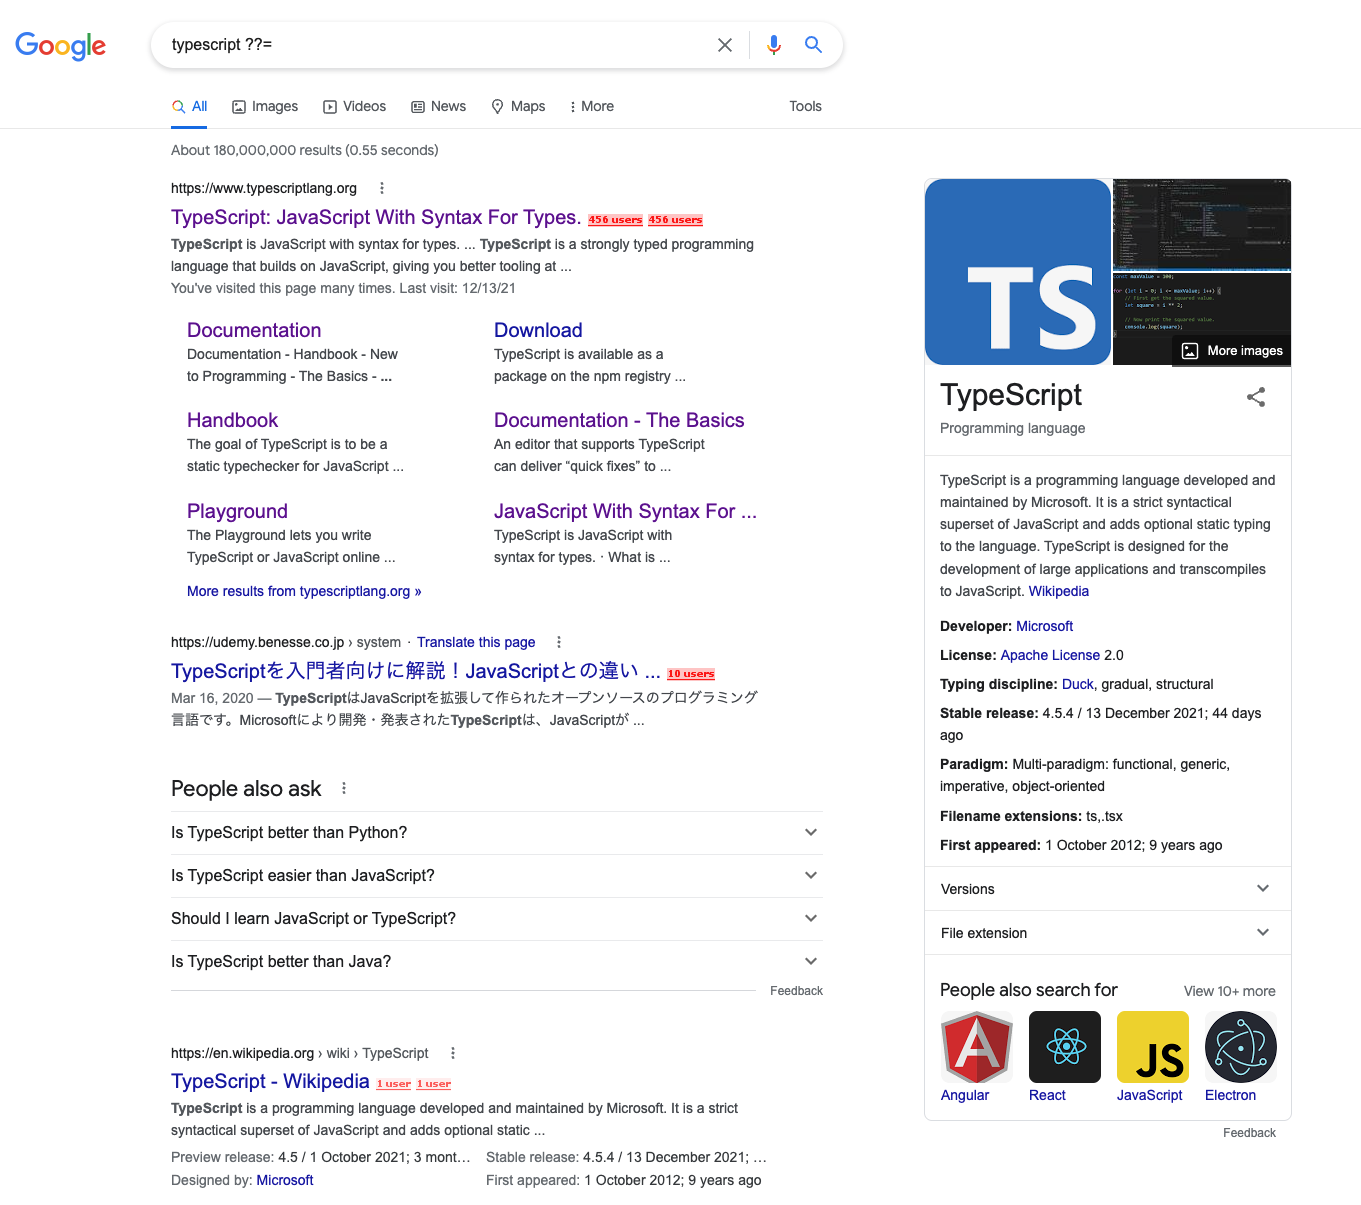 Google
typescript ??=
All
Images
Videos
News
Maps
More
Tools
About 180,000,000 results (0.55 seconds)
https://www.typescriptlang.org
TypeScript: JavaScript With Syntax For Types. 456 users 456 users
TypeScript is JavaScript with syntax for types. ... TypeScript is a strongly typed programming
language that builds on JavaScript, giving you better tooling at ...
You've visited this page many times. Last visit: 12/13/21
Documentation
Documentation - Handbook - New
to Programming - The Basics - ...
Download
TypeScript is available as a
package on the npm registry ...
Handbook
The goal of TypeScript is to be a
static typechecker for JavaScript ...
Documentation - The Basics
An editor that supports TypeScript
can deliver “quick fixes” to ...
Playground
The Playground lets you write
TypeScript or JavaScript online ...
JavaScript With Syntax For ...
TypeScript is JavaScript with
syntax for types. · What is ...
More results from typescriptlang.org »
https://udemy.benesse.co.jp › system · Translate this page
TypeScriptを入門者向けに解説！JavaScriptとの違い ... 10 users
Mar 16, 2020 — TypeScriptはJavaScriptを拡張して作られたオープンソースのプログラミング
言語です。Microsoftにより開発・発表されたTypeScriptは、JavaScriptが ...
People also ask
Is TypeScript better than Python?
Is TypeScript easier than JavaScript?
Should I learn JavaScript or TypeScript?
Is TypeScript better than Java?
Feedback
https://en.wikipedia.org › wiki › TypeScript
TypeScript - Wikipedia 1 user 1 user
TypeScript is a programming language developed and maintained by Microsoft. It is a strict
syntactical superset of JavaScript and adds optional static ...
Preview release: 4.5 / 1 October 2021; 3 mont...
Stable release: 4.5.4 / 13 December 2021; ...
Designed by: Microsoft
First appeared: 1 October 2012; 9 years ago
TS
const maxValue = 100;
for (let i = 0; i <= maxValue; i++) {
// First get the squared value.
let square = i ** 2;
// Now print the squared value.
console.log(square);
More images
TypeScript
Programming language
TypeScript is a programming language developed and
maintained by Microsoft. It is a strict syntactical
superset of JavaScript and adds optional static typing
to the language. TypeScript is designed for the
development of large applications and transcompiles
to JavaScript. Wikipedia
Developer: Microsoft
License: Apache License 2.0
Typing discipline: Duck, gradual, structural
Stable release: 4.5.4 / 13 December 2021; 44 days
ago
Paradigm: Multi-paradigm: functional, generic,
imperative, object-oriented
Filename extensions: ts,.tsx
First appeared: 1 October 2012; 9 years ago
Versions
File extension
People also search for
View 10+ more
A
JS
Angular
React
JavaScript
Electron
Feedback